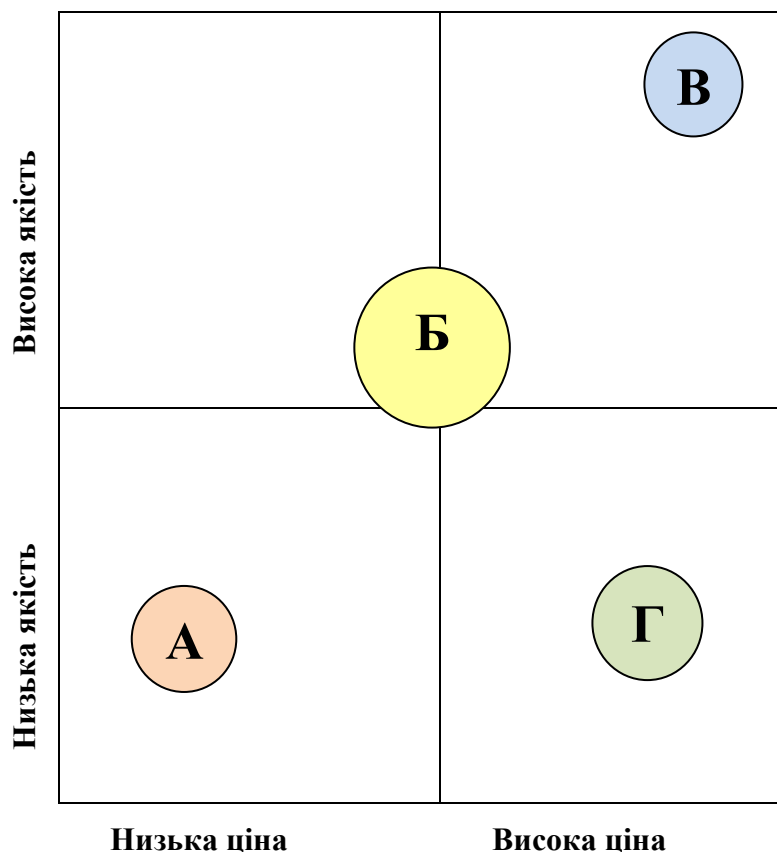 Висока якість
В
Б
Низька якість
А
Г
Низька ціна
Висока ціна